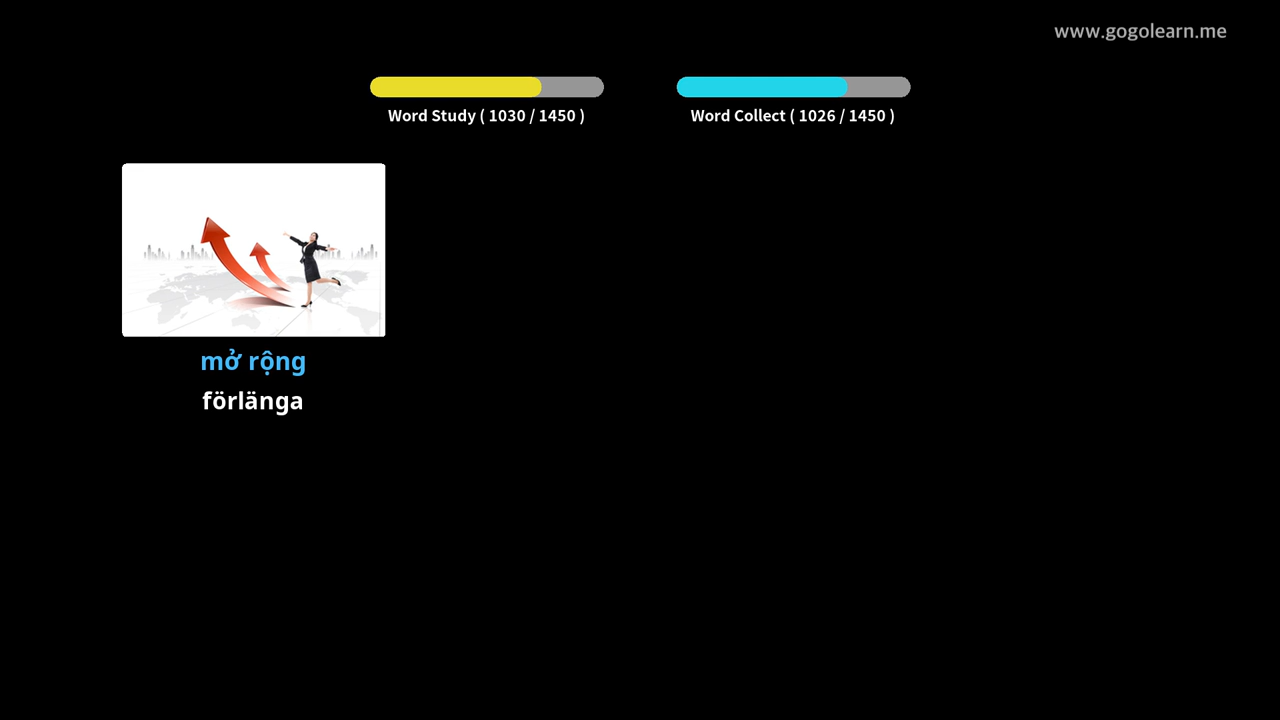 www.gogolearn.me
Word Study ( 1030 / 1450 )
Word Collect ( 1026 / 1450 )
mở rộng
förlänga